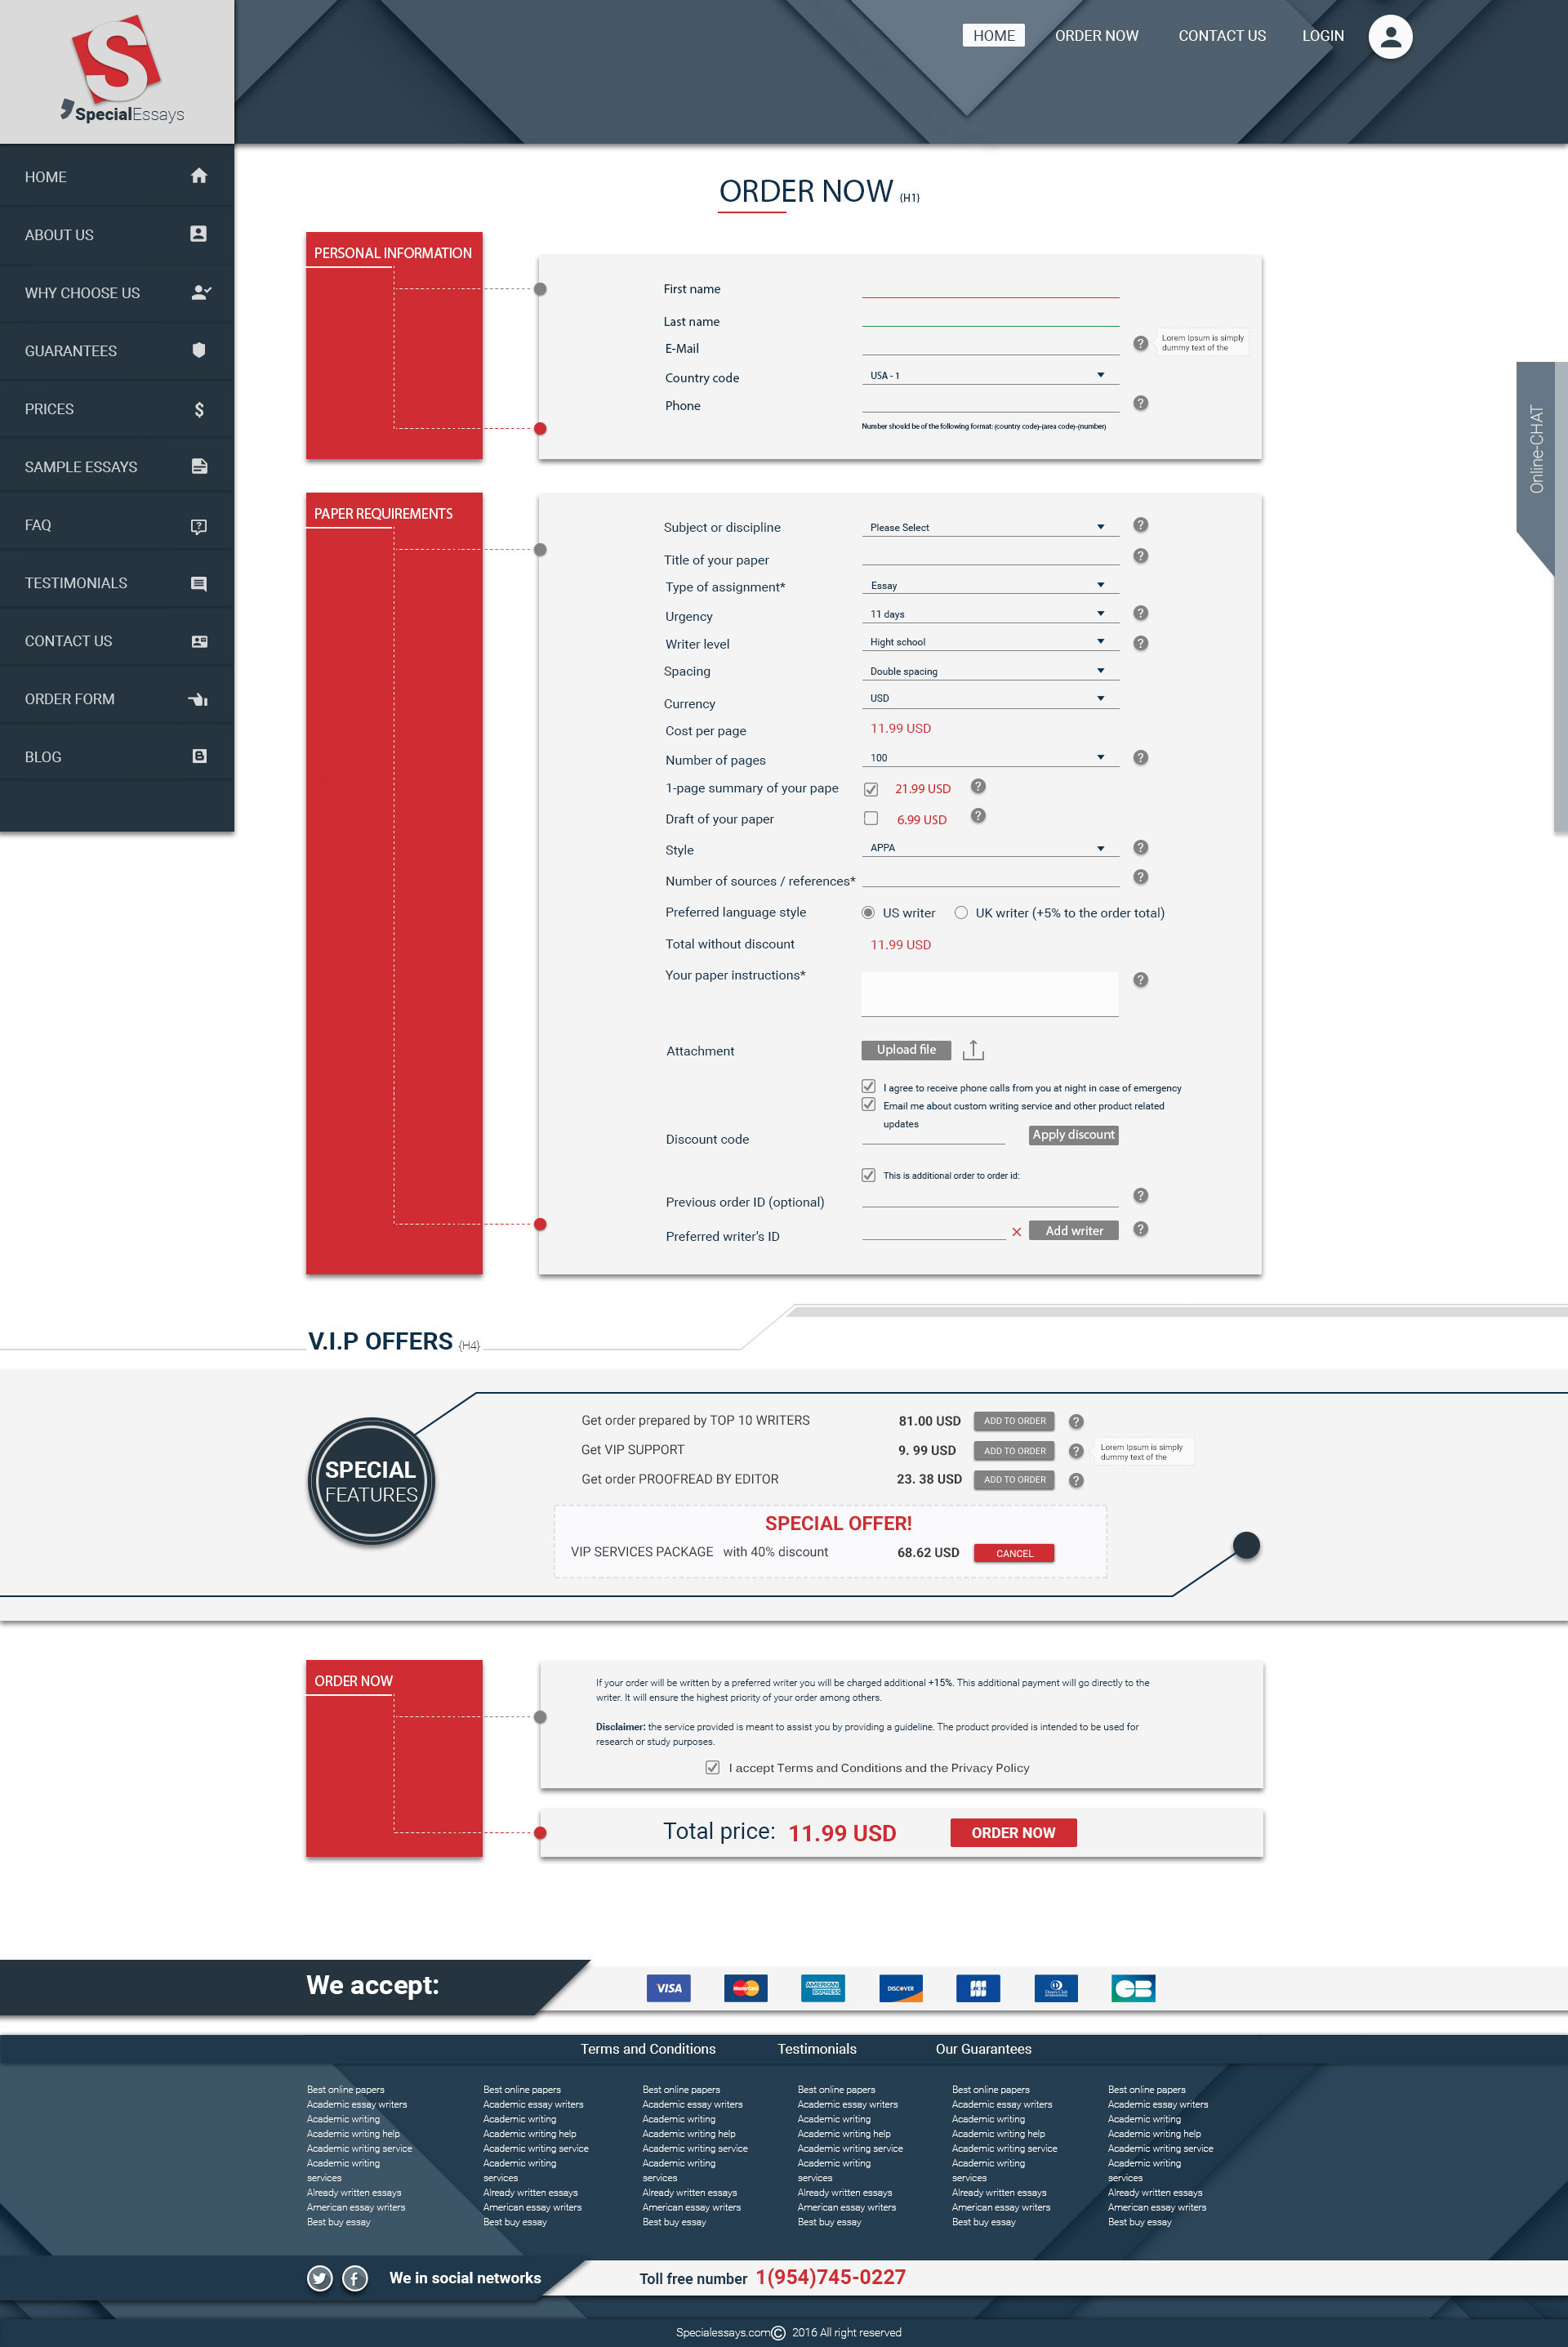 S
,SpecialEssays
HOME ORDER NOW CONTACT US LOGIN
HOME
ABOUT US
WHY CHOOSE US
GUARANTEES
PRICES
$
SAMPLE ESSAYS
FAQ
?
TESTIMONIALS
CONTACT US
ORDER FORM
BLOG
B
Online-CHAT
ORDER NOW {H1}
PERSONAL INFORMATION
First name
Last name
E-Mail ? Lorem Ipsum is simply
dummy text of the
Country code USA - 1
Phone ?
Number should be of the following format: (country code)-(area code)-(number)
PAPER REQUIREMENTS
Subject or discipline Please Select ?
Title of your paper ?
Type of assignment* Essay
Urgency 11 days ?
Writer level Hight school ?
Spacing Double spacing
Currency USD
Cost per page 11.99 USD
Number of pages 100 ?
1-page summary of your pape 21.99 USD ?
Draft of your paper 6.99 USD ?
Style APPA ?
Number of sources / references* ?
Preferred language style US writer UK writer (+5% to the order total)
Total without discount 11.99 USD
Your paper instructions* ?
Attachment Upload file
I agree to receive phone calls from you at night in case of emergency
Email me about custom writing service and other product related
updates
Discount code Apply discount
This is additional order to order id:
Previous order ID (optional) ?
Preferred writer's ID × Add writer ?
V.I.P OFFERS {H4}
SPECIAL
FEATURES
Get order prepared by TOP 10 WRITERS 81.00 USD ADD TO ORDER ?
Get VIP SUPPORT 9. 99 USD ADD TO ORDER ? Lorem Ipsum is simply
dummy text of the
Get order PROOFREAD BY EDITOR 23. 38 USD ADD TO ORDER ?
SPECIAL OFFER!
VIP SERVICES PACKAGE with 40% discount 68.62 USD CANCEL
ORDER NOW
If your order will be written by a preferred writer you will be charged additional +15%. This additional payment will go directly to the
writer. It will ensure the highest priority of your order among others.
Disclaimer: the service provided is meant to assist you by providing a guideline. The product provided is intended to be used for
research or study purposes.
I accept Terms and Conditions and the Privacy Policy
Total price: 11.99 USD ORDER NOW
We accept:
VISA MasterCard AMERICAN EXPRESS DISCOVER JCB Diners Club CB
Terms and Conditions Testimonials Our Guarantees
Best online papers Best online papers Best online papers Best online papers Best online papers Best online papers
Academic essay writers Academic essay writers Academic essay writers Academic essay writers Academic essay writers Academic essay writers
Academic writing Academic writing Academic writing Academic writing Academic writing Academic writing
Academic writing help Academic writing help Academic writing help Academic writing help Academic writing help Academic writing help
Academic writing service Academic writing service Academic writing service Academic writing service Academic writing service Academic writing service
Academic writing Academic writing Academic writing Academic writing Academic writing Academic writing
services services services services services services
Already written essays Already written essays Already written essays Already written essays Already written essays Already written essays
American essay writers American essay writers American essay writers American essay writers American essay writers American essay writers
Best buy essay Best buy essay Best buy essay Best buy essay Best buy essay Best buy essay
f We in social networks Toll free number 1(954)745-0227
Specialessays.com© 2016 All right reserved